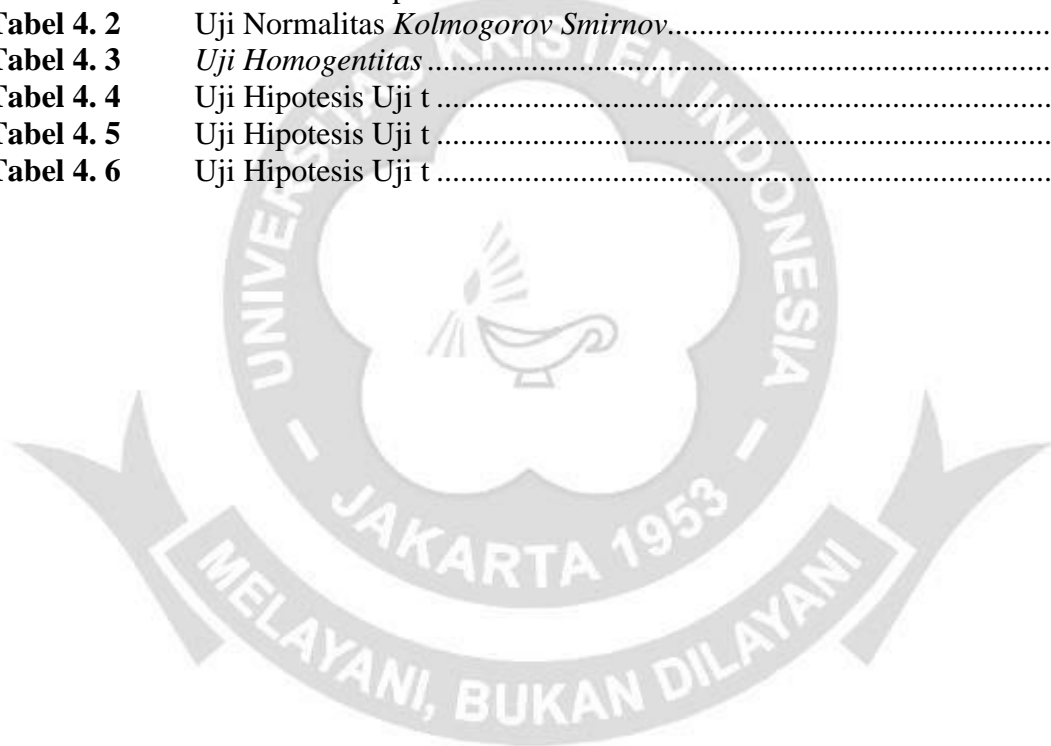 Tabel 4. 2 Uji Normalitas Kolmogorov Smirnov..........................................................
Tabel 4. 3 Uji Homogentitas..........................................................................................
Tabel 4. 4 Uji Hipotesis Uji t.........................................................................................
Tabel 4. 5 Uji Hipotesis Uji t.........................................................................................
Tabel 4. 6 Uji Hipotesis Uji t.........................................................................................
UNIVERSITAS KRISTEN INDONESIA
- JAKARTA 1953 -
MELAYANI, BUKAN DILAYANI